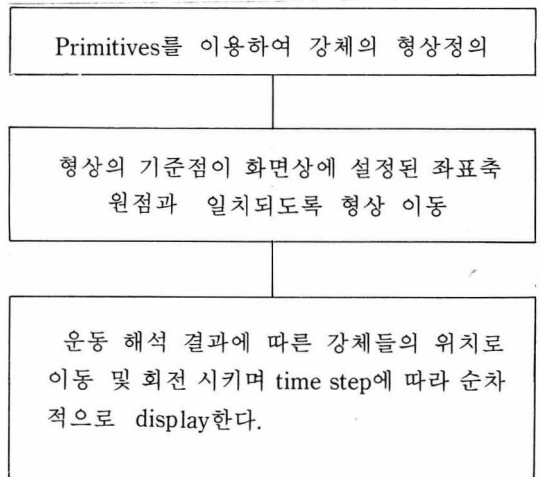 Primitives를 이용하여 강체의 형상정의
형상의 기준점이 화면상에 설정된 좌표축
원점과 일치되도록 형상 이동
운동 해석 결과에 따른 강체들의 위치로
이동 및 회전 시키며 time step에 따라 순차
적으로 display한다.